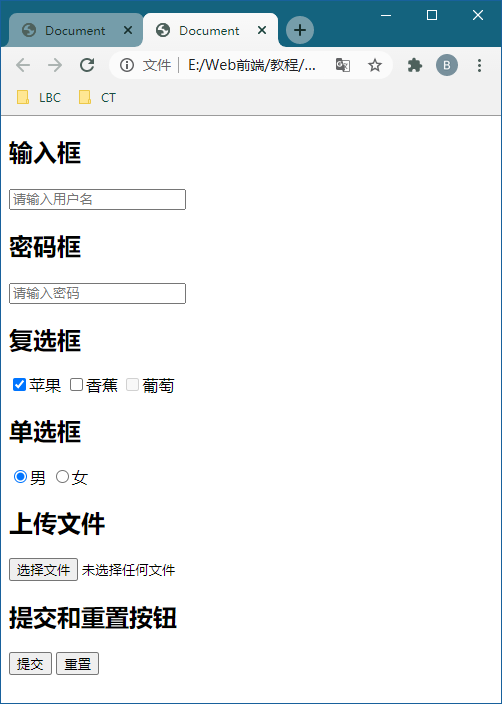 Document Document
文件 E:/Web前端/教程/... B
LBC CT
输入框
请输入用户名
密码框
请输入密码
复选框
苹果 香蕉 葡萄
单选框
男 女
上传文件
选择文件 未选择任何文件
提交和重置按钮
提交 重置